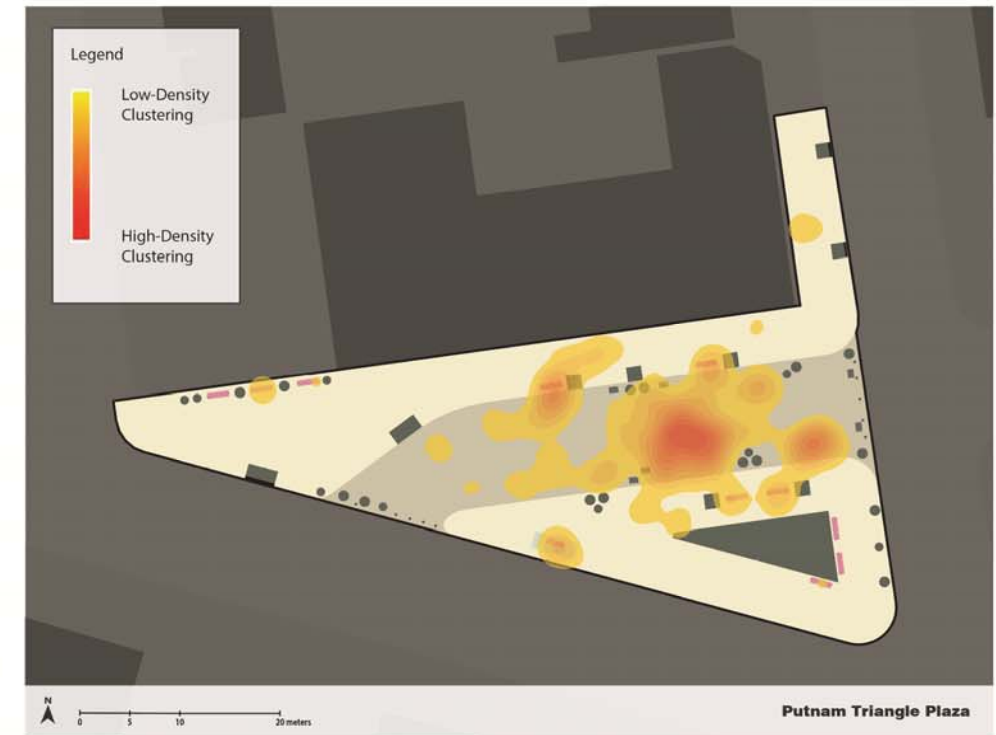 Legend
Low-Density
Clustering
High-Density
Clustering
N
0 5 10 20 meters
Putnam Triangle Plaza